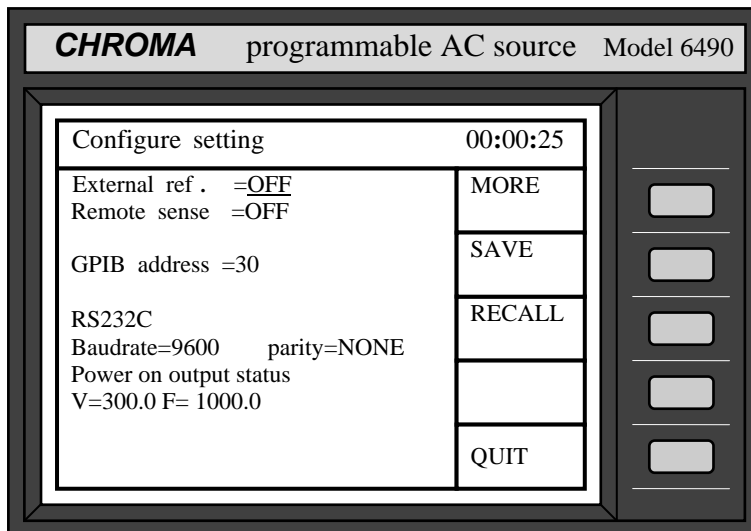 CHROMA programmable AC source Model 6490
Configure setting 00:00:25
External ref. =OFF
MORE
Remote sense =OFF
GPIB address =30
SAVE
RS232C
RECALL
Baudrate=9600 parity=NONE
Power on output status
V=300.0 F= 1000.0
QUIT